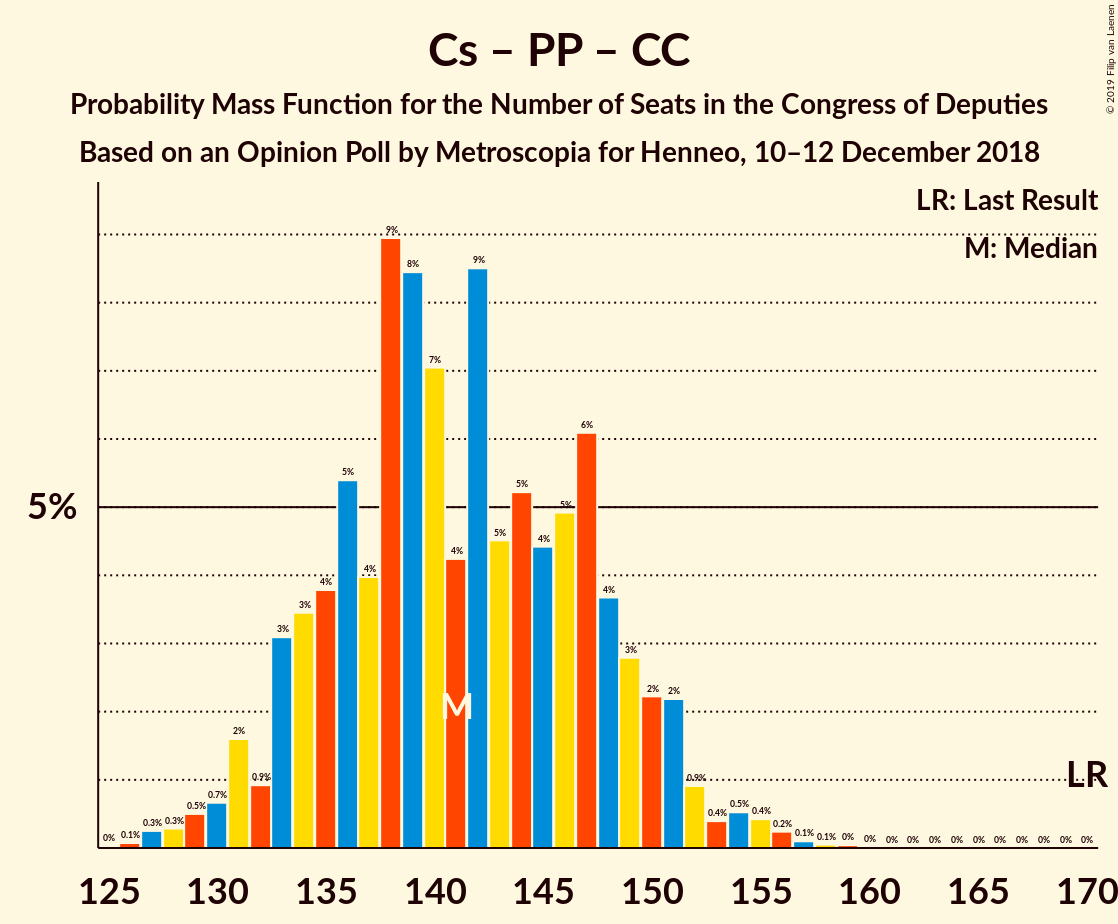 Cs – PP – CC
Probability Mass Function for the Number of Seats in the Congress of Deputies
Based on an Opinion Poll by Metroscopia for Henneo, 10–12 December 2018
© 2019 Filip van Laenen
LR: Last Result
M: Median
5%
0% 0.1% 0.3% 0.3% 0.5% 0.7% 2% 0.9% 3% 3% 4% 5% 4% 9% 8% 7% 4% 9% 5% 5% 4% 5% 6% 4% 3% 2% 2% 0.9% 0.4% 0.5% 0.4% 0.2% 0.1% 0.1% 0% 0% 0% 0% 0% 0% 0% 0% 0% 0% 0% 0%
M
LR
125 130 135 140 145 150 155 160 165 170